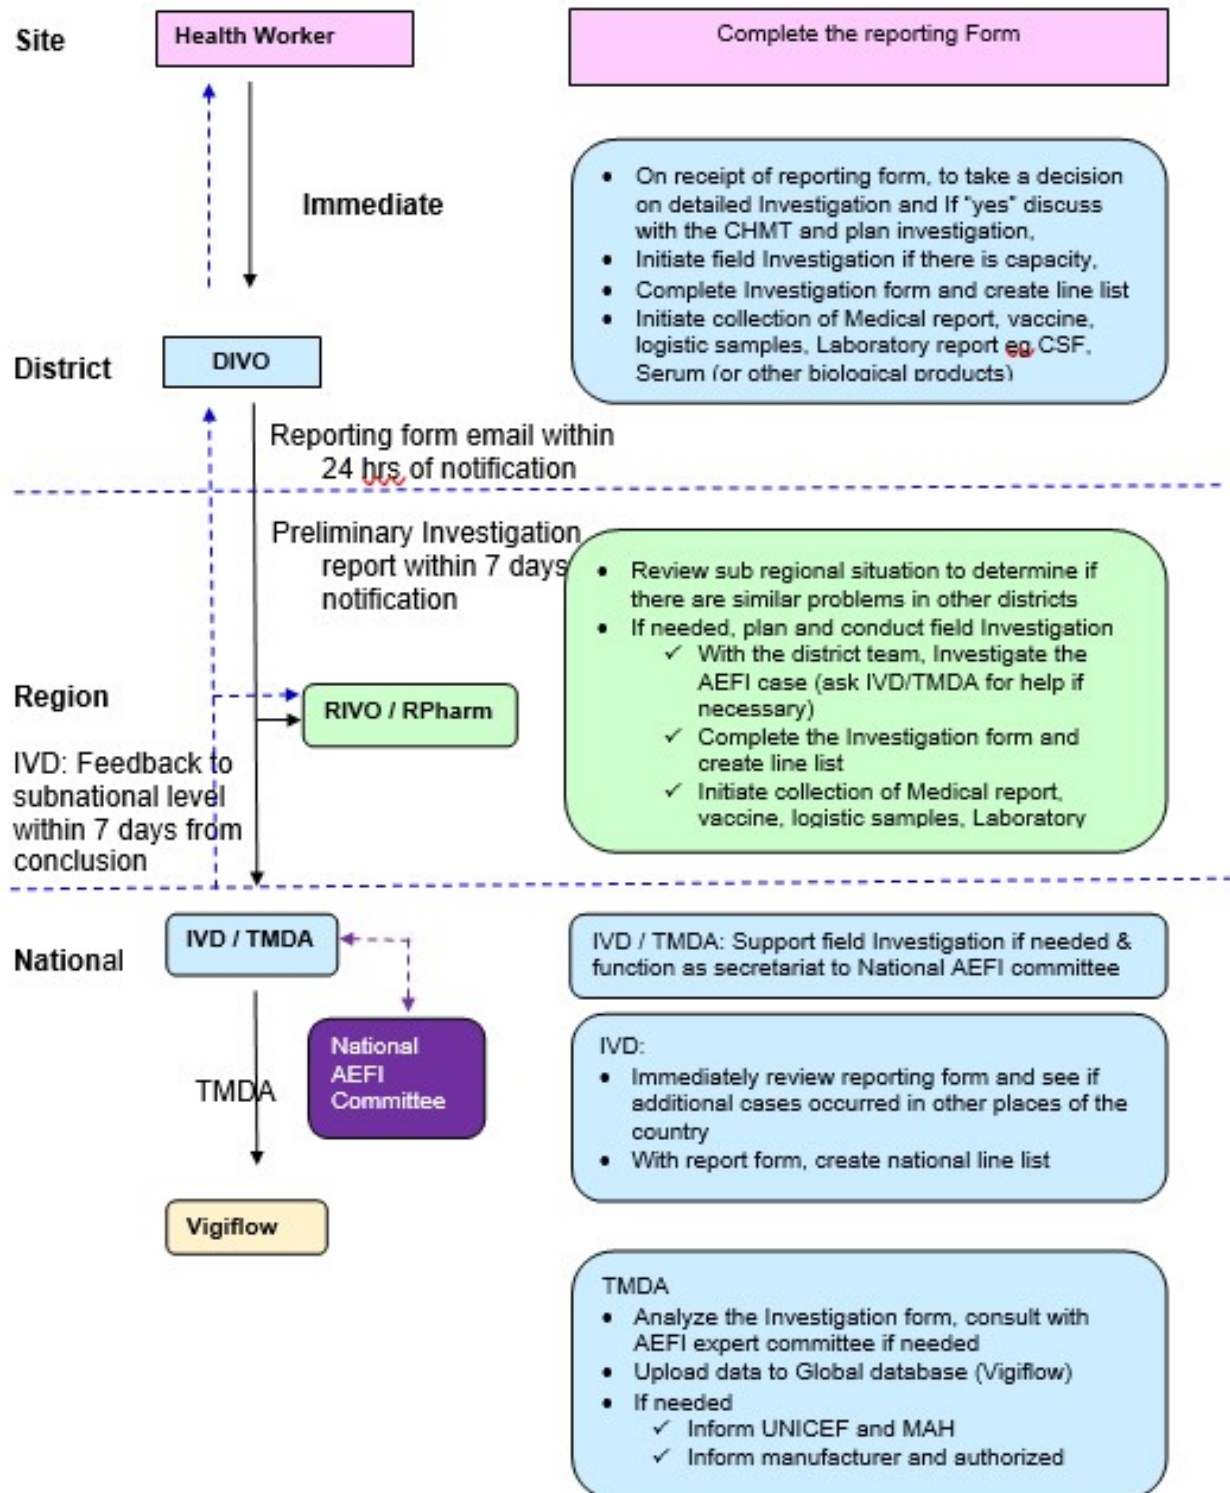 Site
Health Worker
Complete the reporting Form
Immediate
• On receipt of reporting form, to take a decision
on detailed Investigation and If "yes" discuss
with the CHMT and plan investigation,
• Initiate field Investigation if there is capacity,
• Complete Investigation form and create line list
• Initiate collection of Medical report, vaccine,
logistic samples, Laboratory report eg CSF,
Serum (or other biological products)
District
DIVO
Reporting form email within
24 hrs of notification
Preliminary Investigation
report within 7 days
notification
• Review sub regional situation to determine if
there are similar problems in other districts
• If needed, plan and conduct field Investigation
✓ With the district team, Investigate the
AEFI case (ask IVD/TMDA for help if
necessary)
✓ Complete the Investigation form and
create line list
✓ Initiate collection of Medical report,
vaccine, logistic samples, Laboratory
Region
RIVO / RPharm
IVD: Feedback to
subnational level
within 7 days from
conclusion
National
IVD / TMDA
IVD / TMDA: Support field Investigation if needed &
function as secretariat to National AEFI committee
National
AEFI
Committee
TMDA
IVD:
• Immediately review reporting form and see if
additional cases occurred in other places of the
country
• With report form, create national line list
Vigiflow
TMDA
• Analyze the Investigation form, consult with
AEFI expert committee if needed
• Upload data to Global database (Vigiflow)
• If needed
✓ Inform UNICEF and MAH
✓ Inform manufacturer and authorized